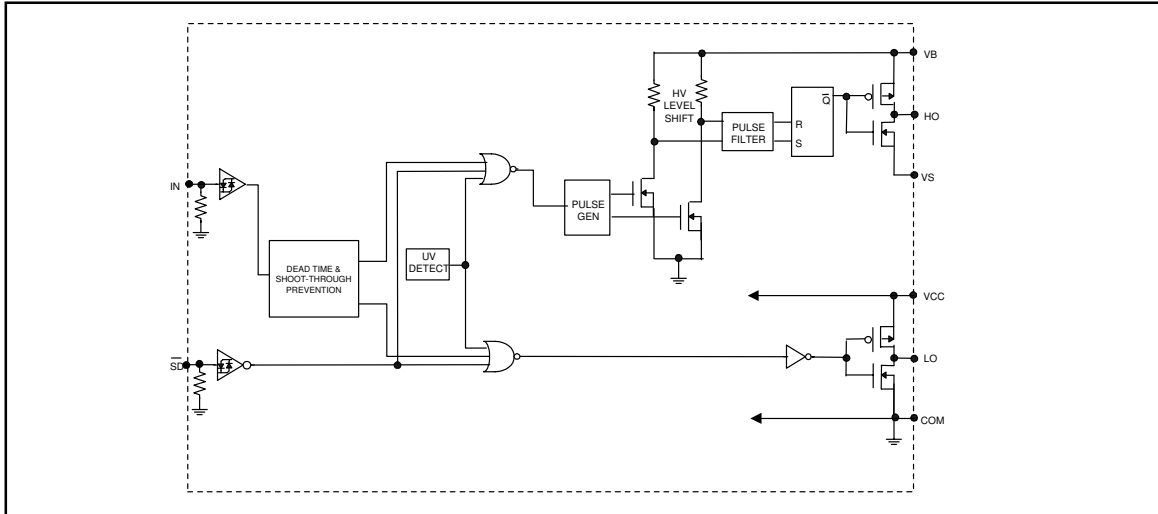 VB
HV
LEVEL
SHIFT
Q̅
PULSE
FILTER
R
S
HO
VS
IN
PULSE
GEN
UV
DETECT
DEAD TIME &
SHOOT-THROUGH
PREVENTION
VCC
S̅D̅
LO
COM